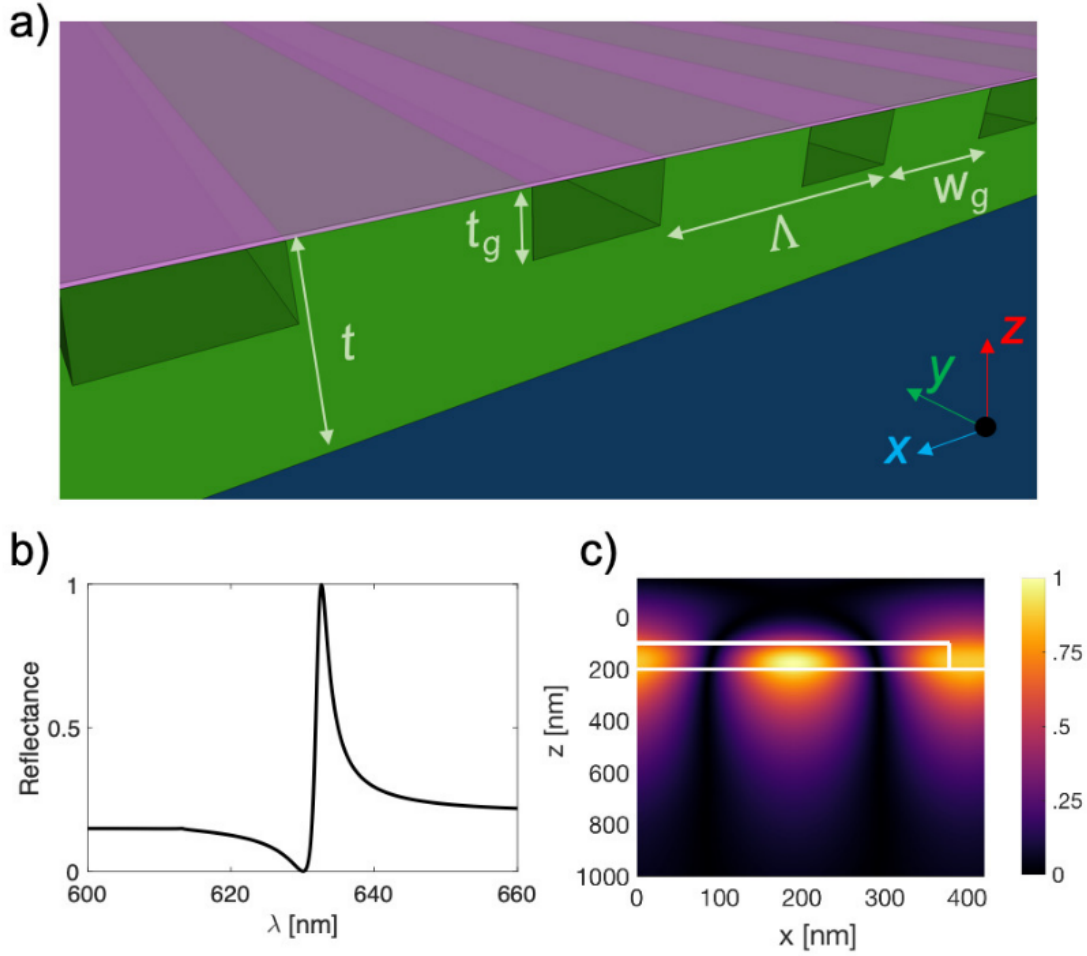 a)
t_g
Λ
w_g
t
z
y
x
b)
1
0.5
0
Reflectance
600
620
640
660
λ [nm]
c)
0
200
400
600
800
1000
z [nm]
0
100
200
300
400
x [nm]
1
.75
.5
.25
0